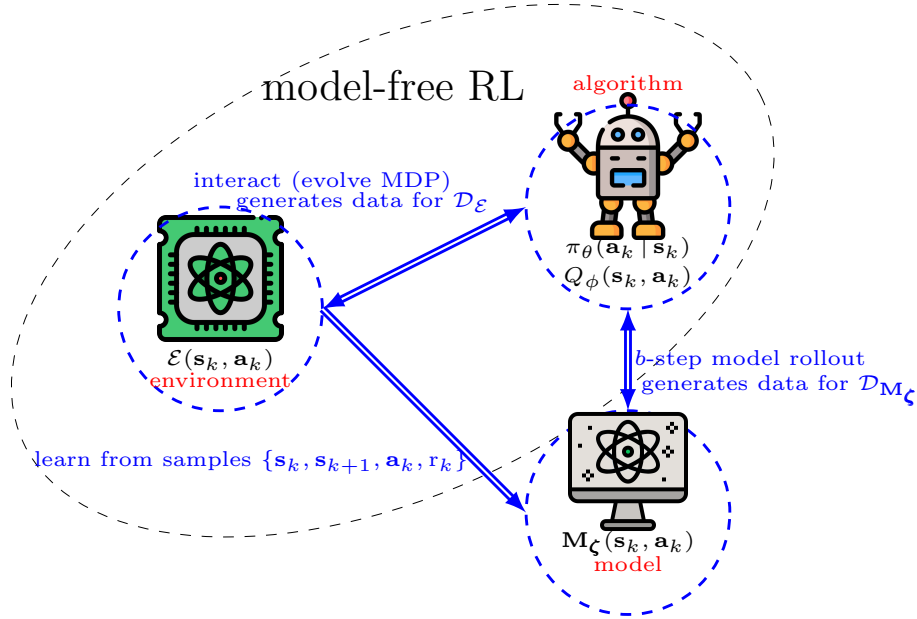 model-free RL
algorithm
interact (evolve MDP)
generates data for 𝒟_ℰ
π_θ(𝐚_k | 𝐬_k)
Q_ϕ(𝐬_k, 𝐚_k)
ℰ(𝐬_k, 𝐚_k)
environment
b-step model rollout
generates data for 𝒟_𝐌_𝛇
learn from samples {𝐬_k, 𝐬_{k+1}, 𝐚_k, r_k}
𝐌_𝛇(𝐬_k, 𝐚_k)
model